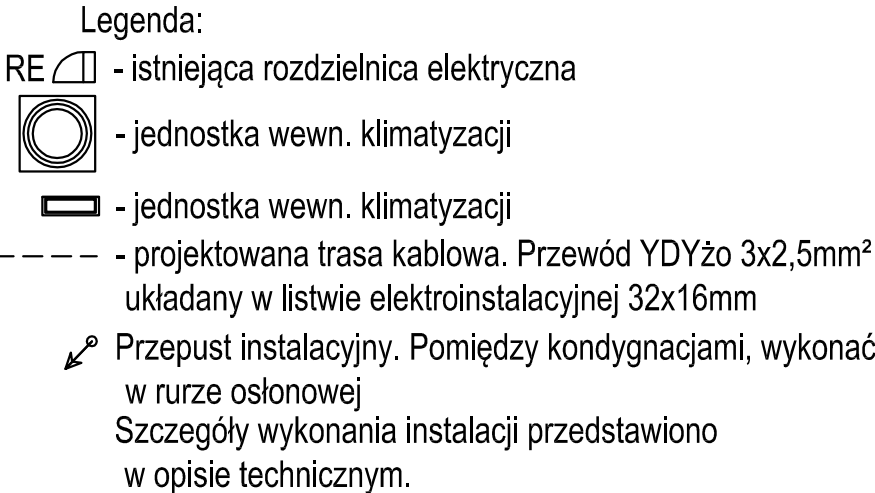 Legenda:
RE - istniejąca rozdzielnica elektryczna
- jednostka wewn. klimatyzacji
- jednostka wewn. klimatyzacji
- projektowana trasa kablowa. Przewód YDYżo 3x2,5mm²
układany w listwie elektroinstalacyjnej 32x16mm
Przepust instalacyjny. Pomiędzy kondygnacjami, wykonać
w rurze osłonowej
Szczegóły wykonania instalacji przedstawiono
w opisie technicznym.